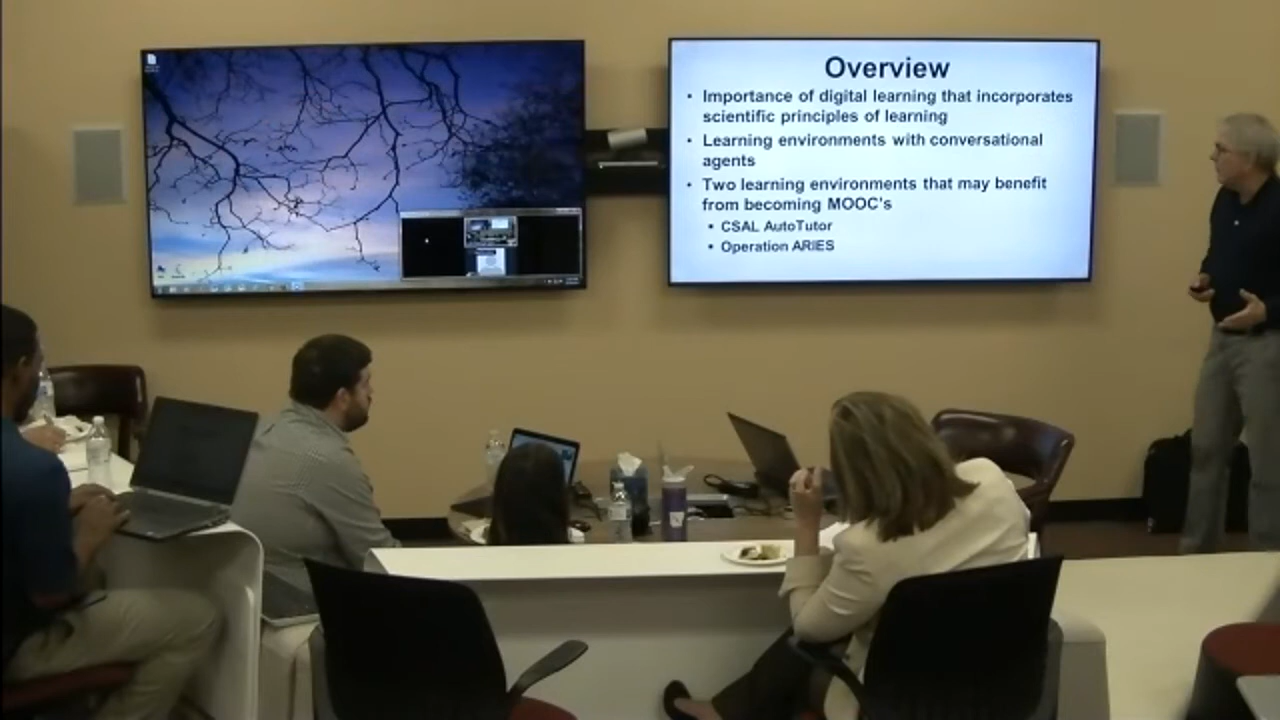 Overview
• Importance of digital learning that incorporates
scientific principles of learning
• Learning environments with conversational
agents
• Two learning environments that may benefit
from becoming MOOC's
▪ CSAL AutoTutor
▪ Operation ARIES